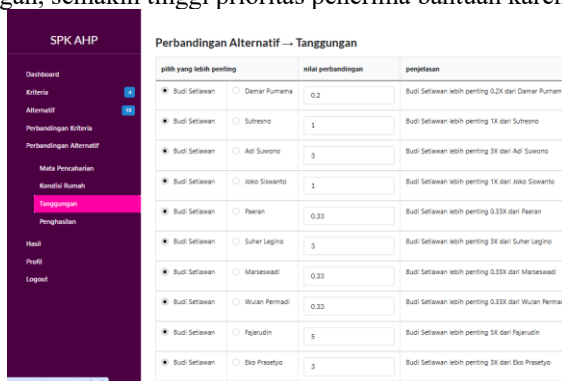 gan, semakin tinggi prioritas penerima bantuan karen
SPK AHP
Dashboard
Kriteria 4
Alternatif
Perbandingan Kriteria
Perbandingan Alternatif
Mata Pencaharian
Kondisi Rumah
Tanggungan
Penghasilan
Hasil
Profil
Logout
Perbandingan Alternatif → Tanggungan
pilih yang lebih penting nilai perbandingan penjelasan
Budi Setiawan Damar Purnama 0.2 Budi Setiawan lebih penting 0.2X dari Damar Purnam
Budi Setiawan Sutresno 1 Budi Setiawan lebih penting 1X dari Sutresno
Budi Setiawan Adi Suwono 3 Budi Setiawan lebih penting 3X dari Adi Suwono
Budi Setiawan Joko Siswanto 1 Budi Setiawan lebih penting 1X dari Joko Siswanto
Budi Setiawan Paeran 0.33 Budi Setiawan lebih penting 0.33X dari Paeran
Budi Setiawan Suher Legino 3 Budi Setiawan lebih penting 3X dari Suher Legino
Budi Setiawan Marseswadi 0.33 Budi Setiawan lebih penting 0.33X dari Marseswadi
Budi Setiawan Wulan Permadi 0.33 Budi Setiawan lebih penting 0.33X dari Wulan Permad
Budi Setiawan Fajarudin 5 Budi Setiawan lebih penting 5X dari Fajarudin
Budi Setiawan Eko Prasetyo 3 Budi Setiawan lebih penting 3X dari Eko Prasetyo